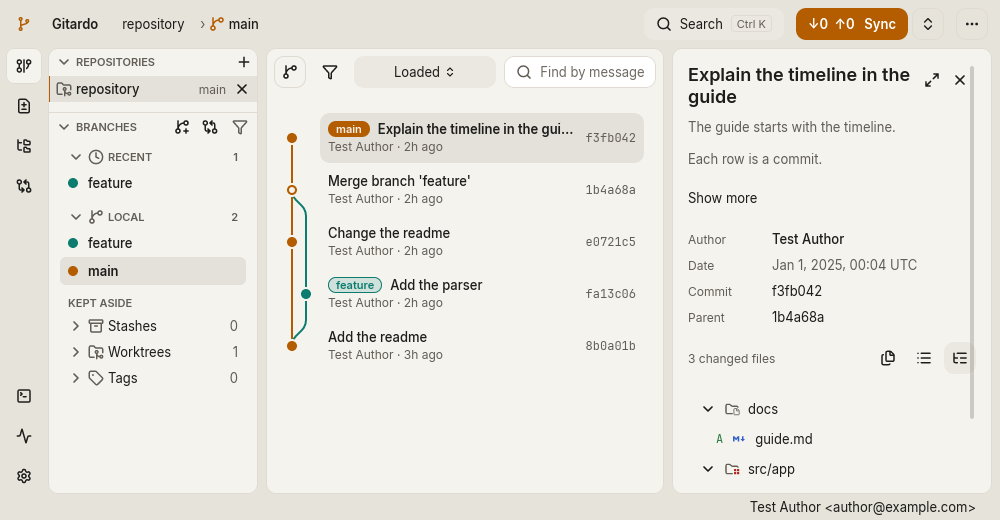 Gitardo repository main Search Ctrl K ↓0 ↑0 Sync
REPOSITORIES
repository main
BRANCHES
RECENT 1
feature
LOCAL 2
feature
main
KEPT ASIDE
Stashes 0
Worktrees 1
Tags 0
Loaded Find by message
main Explain the timeline in the gui... f3fb042
Test Author · 2h ago
Merge branch 'feature' 1b4a68a
Test Author · 2h ago
Change the readme e0721c5
Test Author · 2h ago
feature Add the parser fa13c06
Test Author · 2h ago
Add the readme 8b0a01b
Test Author · 3h ago
Explain the timeline in the
guide
The guide starts with the timeline.
Each row is a commit.
Show more
Author Test Author
Date Jan 1, 2025, 00:04 UTC
Commit f3fb042
Parent 1b4a68a
3 changed files
docs
A M↓ guide.md
src/app
Test Author <author@example.com>